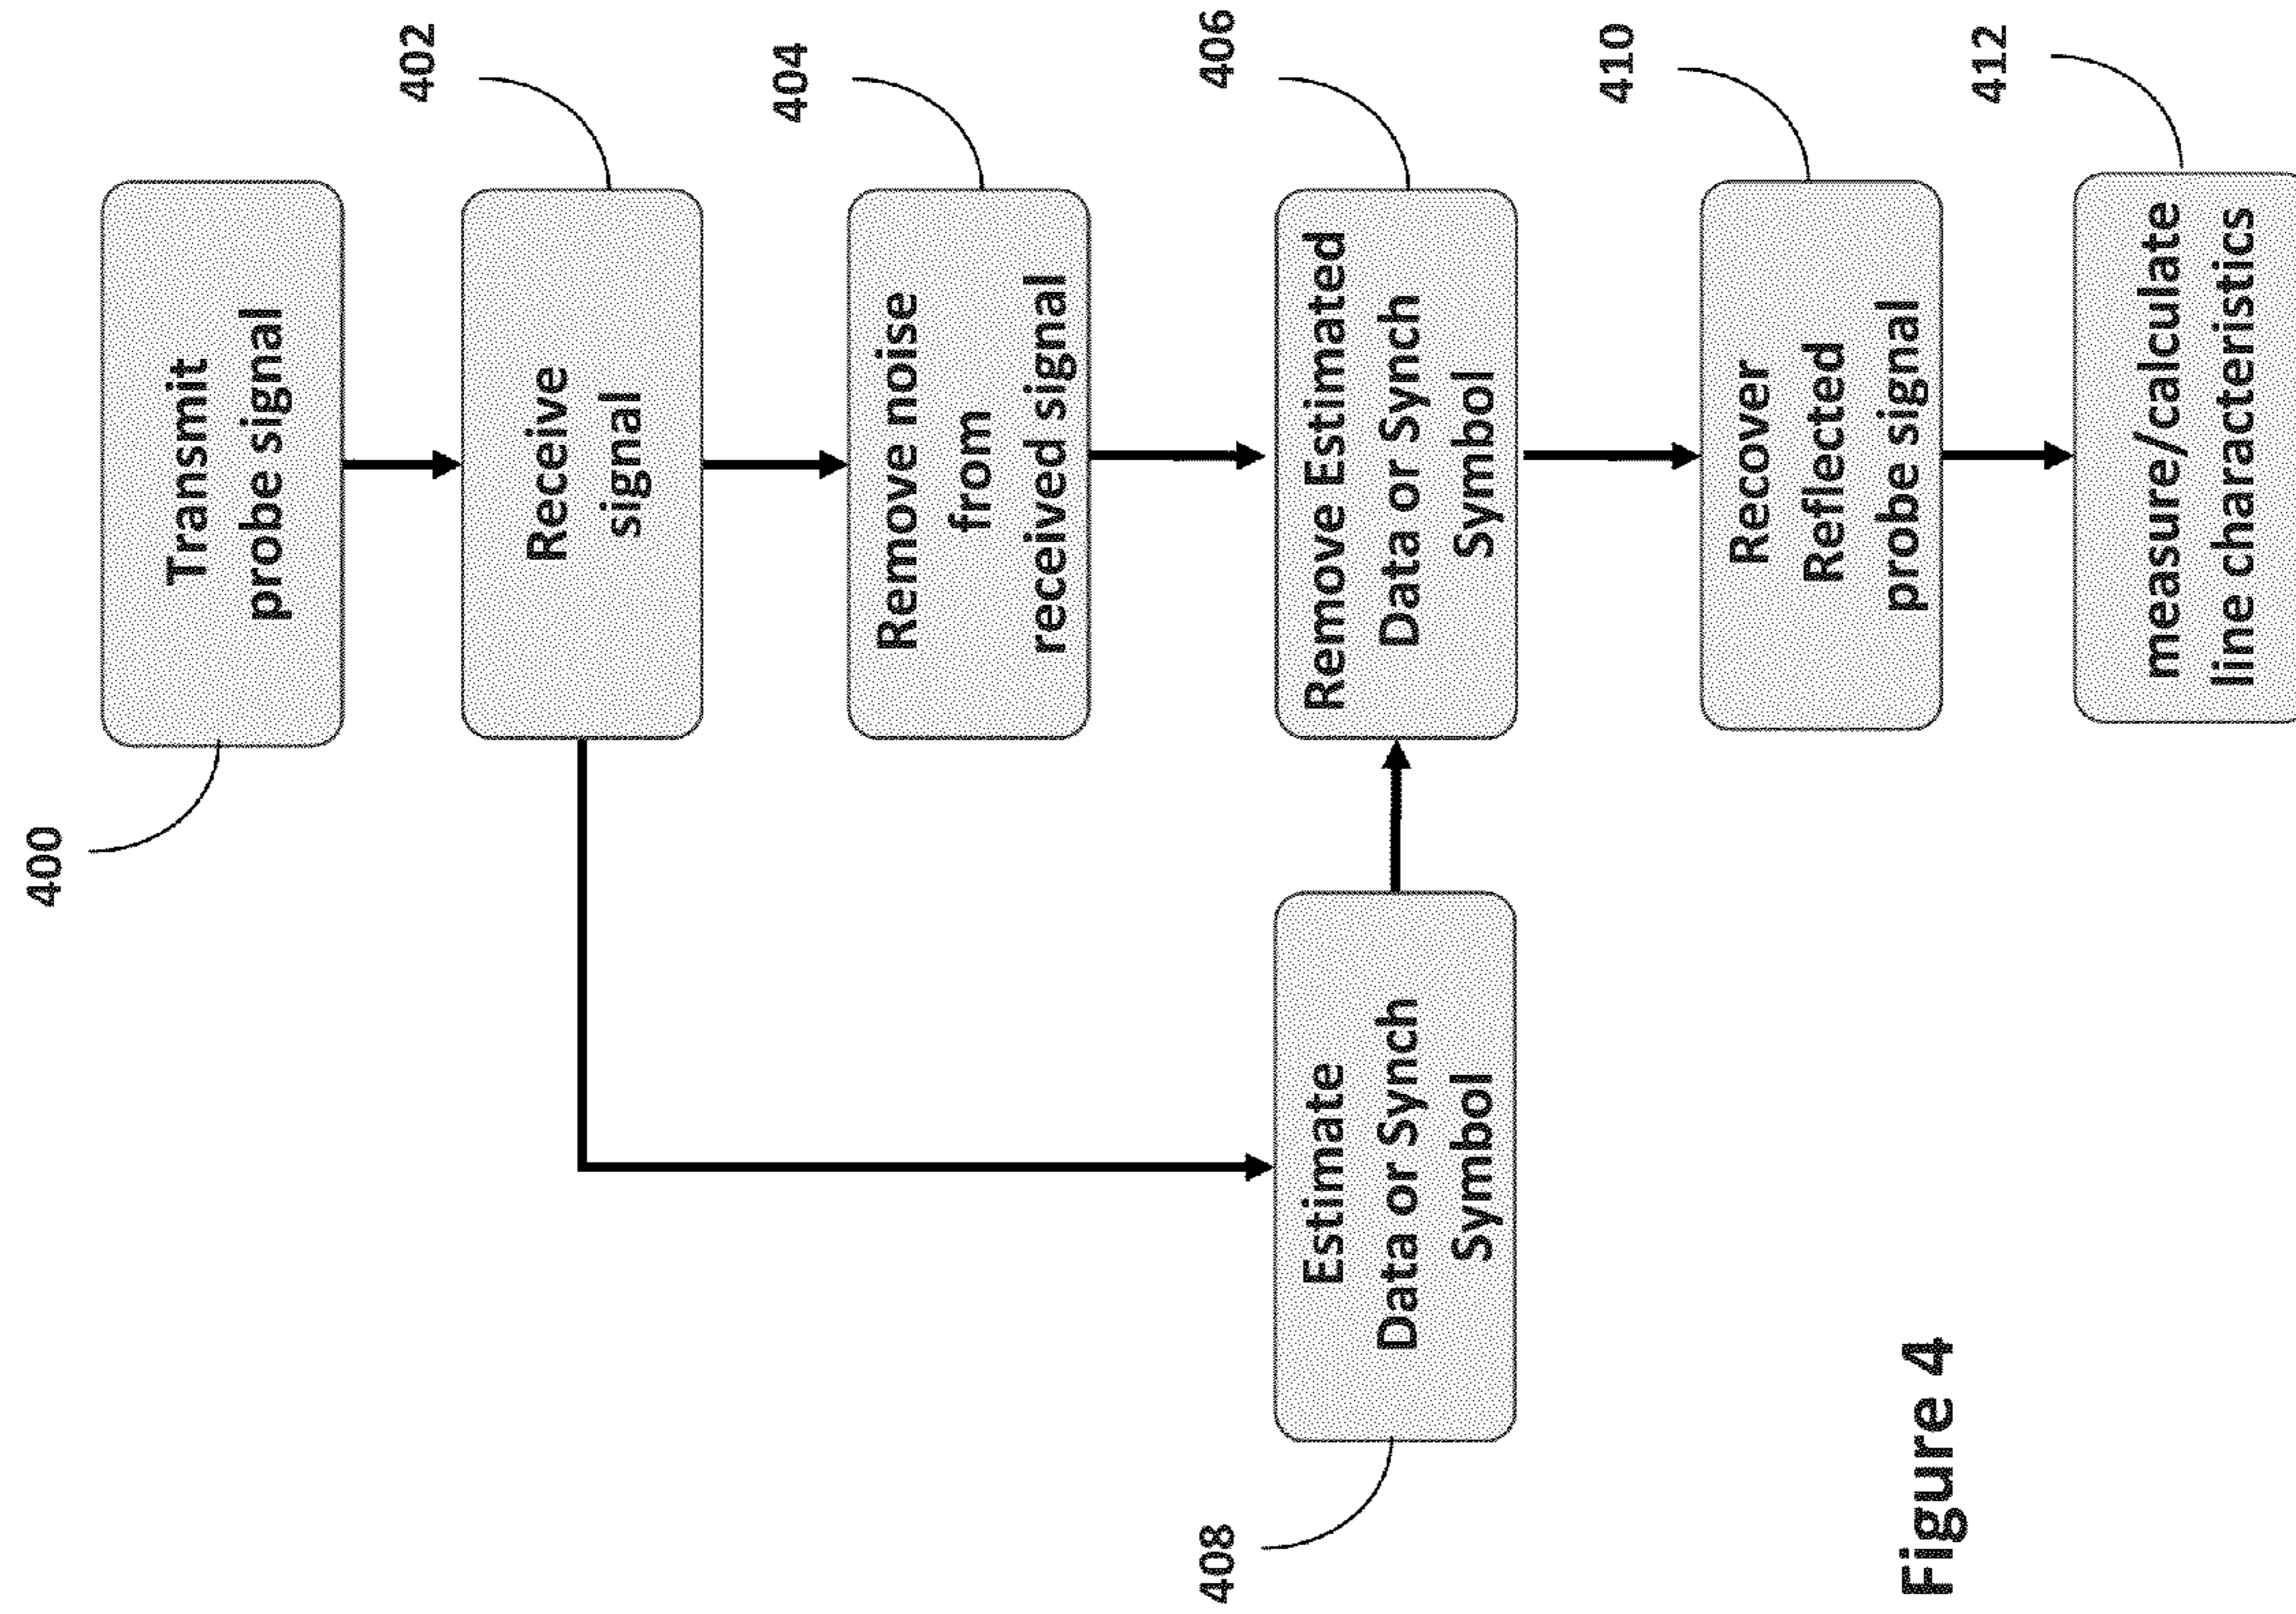 400
Transmit
probe signal
402
Receive
signal
404
Remove noise
from
received signal
406
Remove Estimated
Data or Synch
Symbol
408
Estimate
Data or Synch
Symbol
410
Recover
Reflected
probe signal
412
measure/calculate
line characteristics
Figure 4